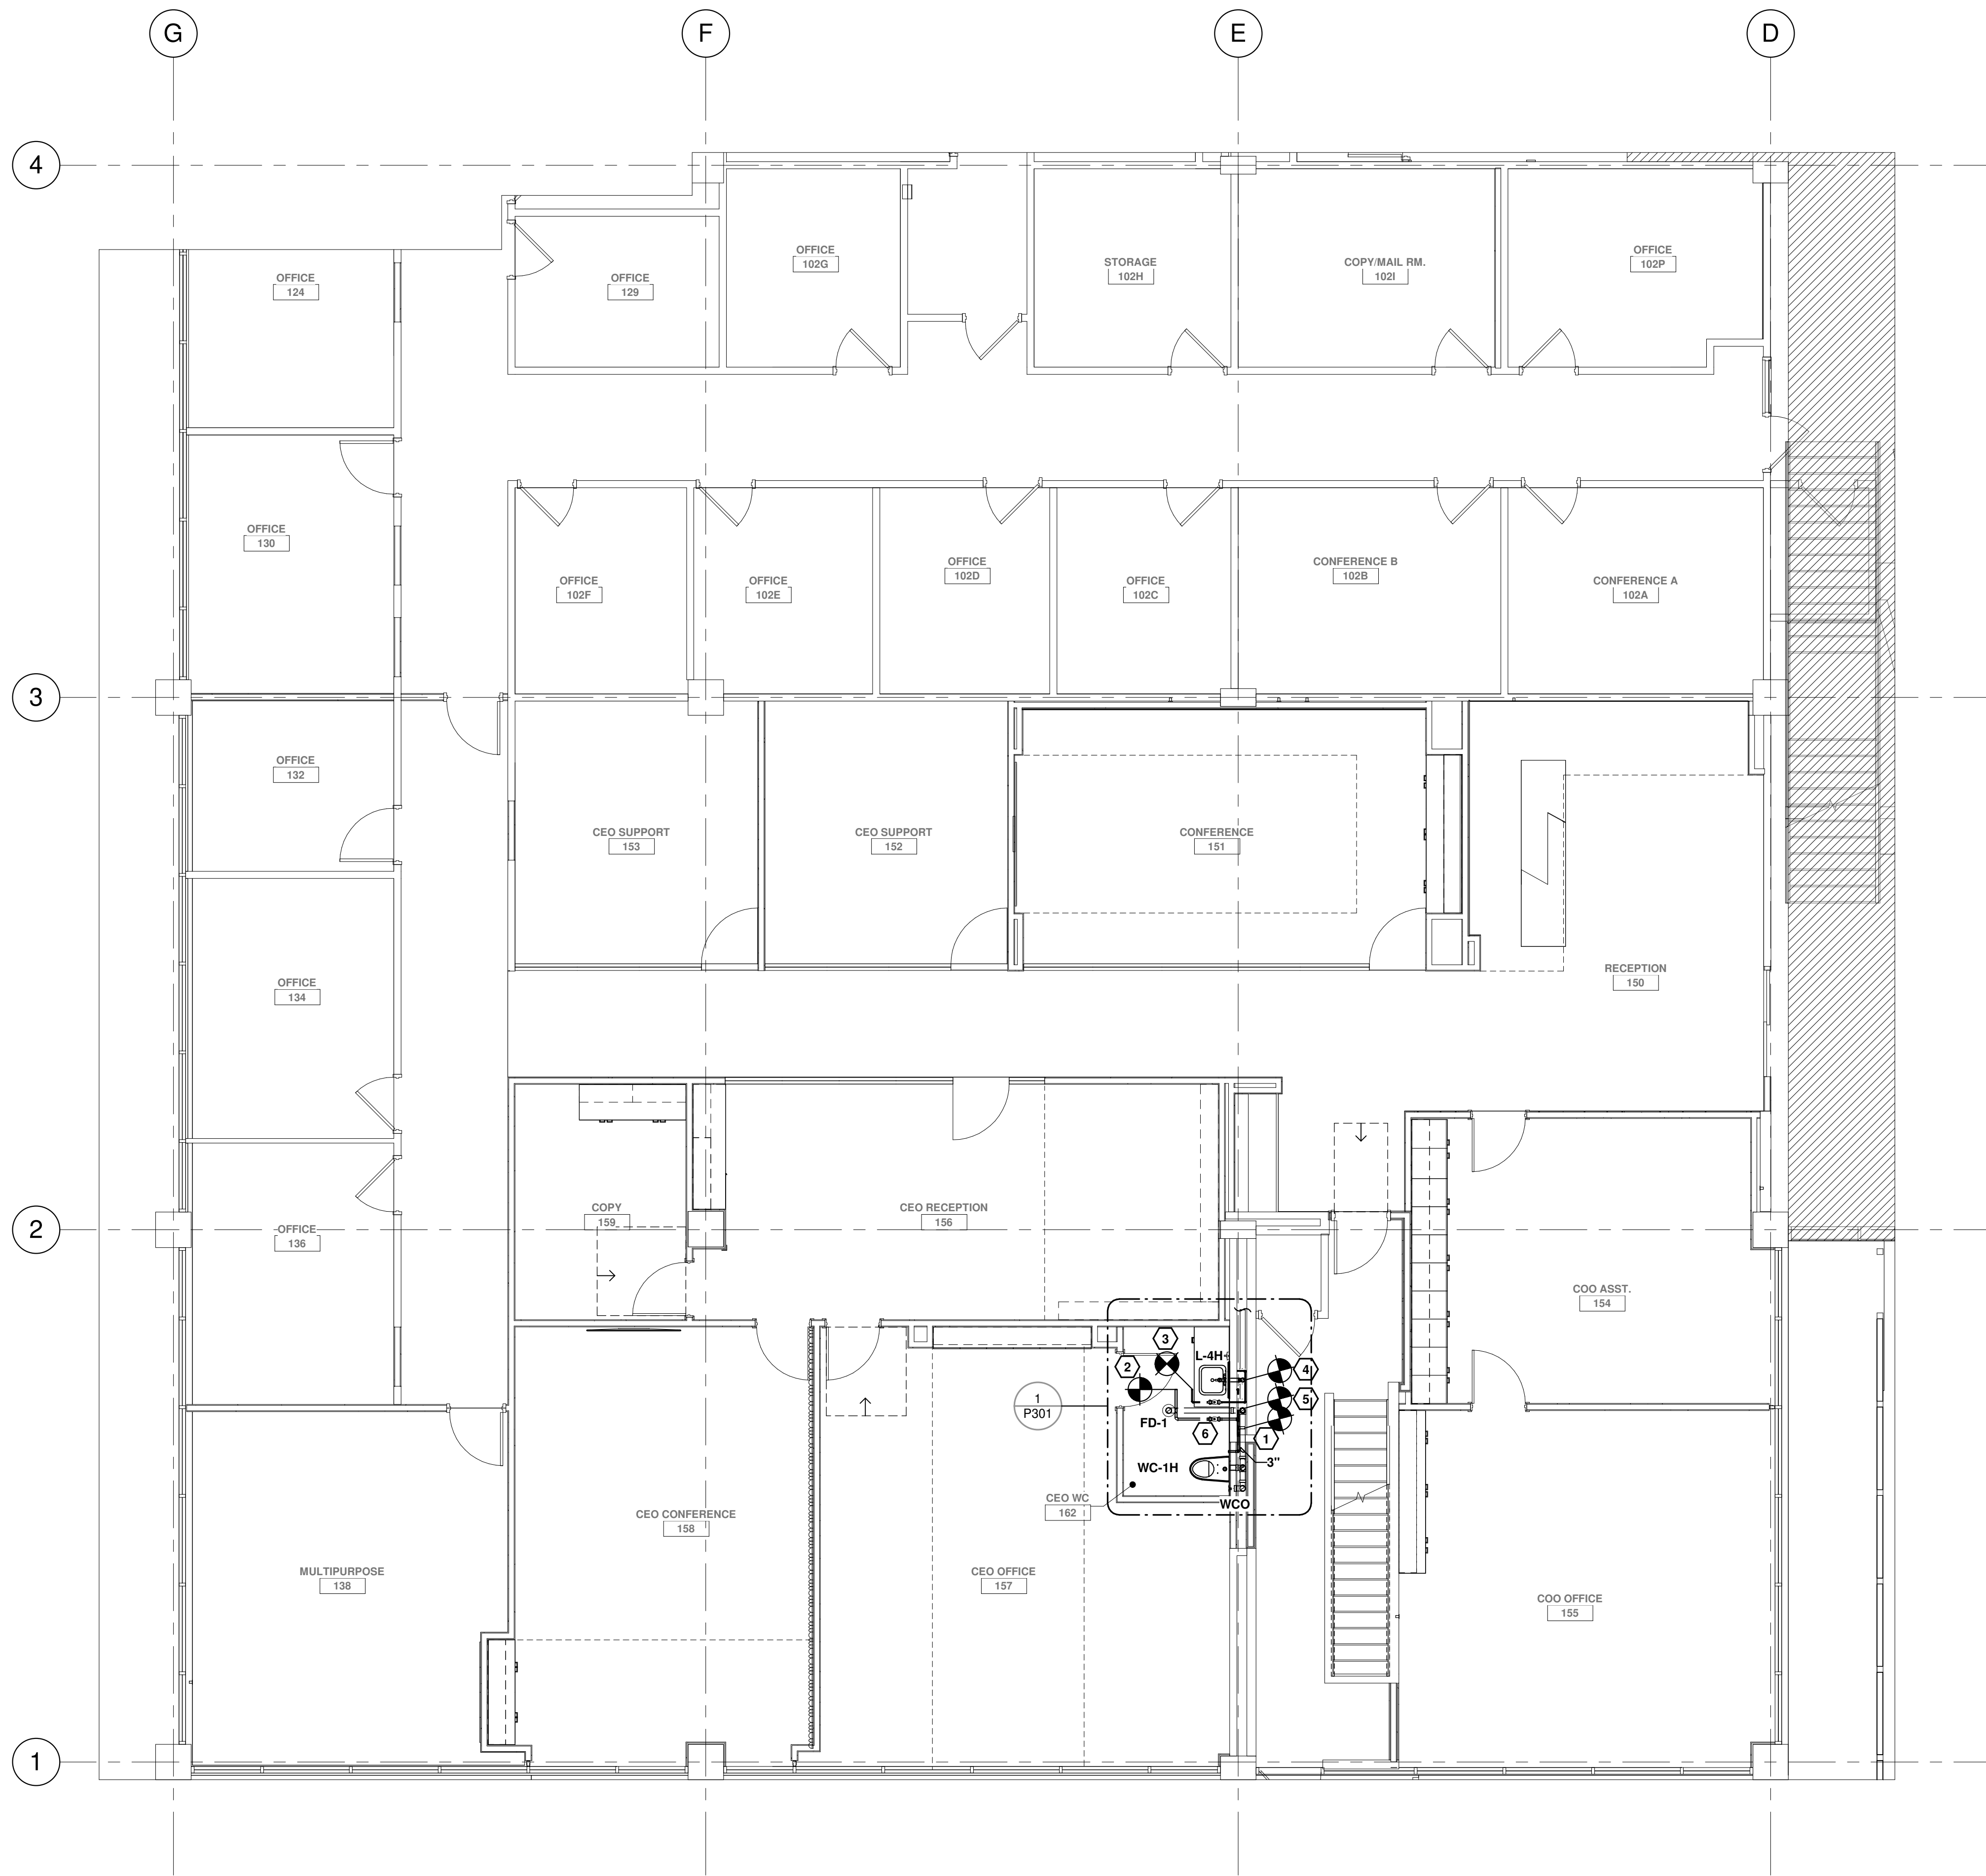 G
F
E
D
4
OFFICE
102G
STORAGE
102H
COPY/MAIL RM.
102I
OFFICE
102P
OFFICE
124
OFFICE
129
OFFICE
130
OFFICE
102F
OFFICE
102E
OFFICE
102D
OFFICE
102C
CONFERENCE B
102B
CONFERENCE A
102A
3
OFFICE
132
CEO SUPPORT
153
CEO SUPPORT
152
CONFERENCE
151
RECEPTION
150
OFFICE
134
2
OFFICE
136
COPY
159
CEO RECEPTION
156
COO ASST.
154
3
L-4H
2
4
5
1
P301
FD-1
6
1
3"
WC-1H
WCO
CEO WC
162
CEO CONFERENCE
158
MULTIPURPOSE
138
CEO OFFICE
157
COO OFFICE
155
1